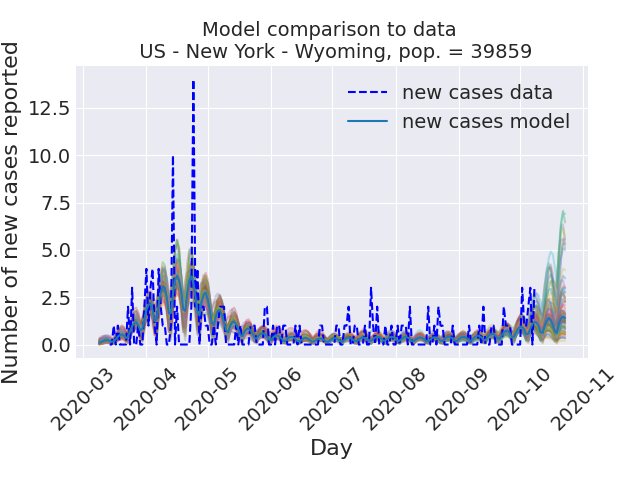 Model comparison to data
US - New York - Wyoming, pop. = 39859
new cases data
new cases model
Number of new cases reported
12.5
10.0
7.5
5.0
2.5
0.0
2020-03
2020-04
2020-05
2020-06
2020-07
2020-08
2020-09
2020-10
2020-11
Day